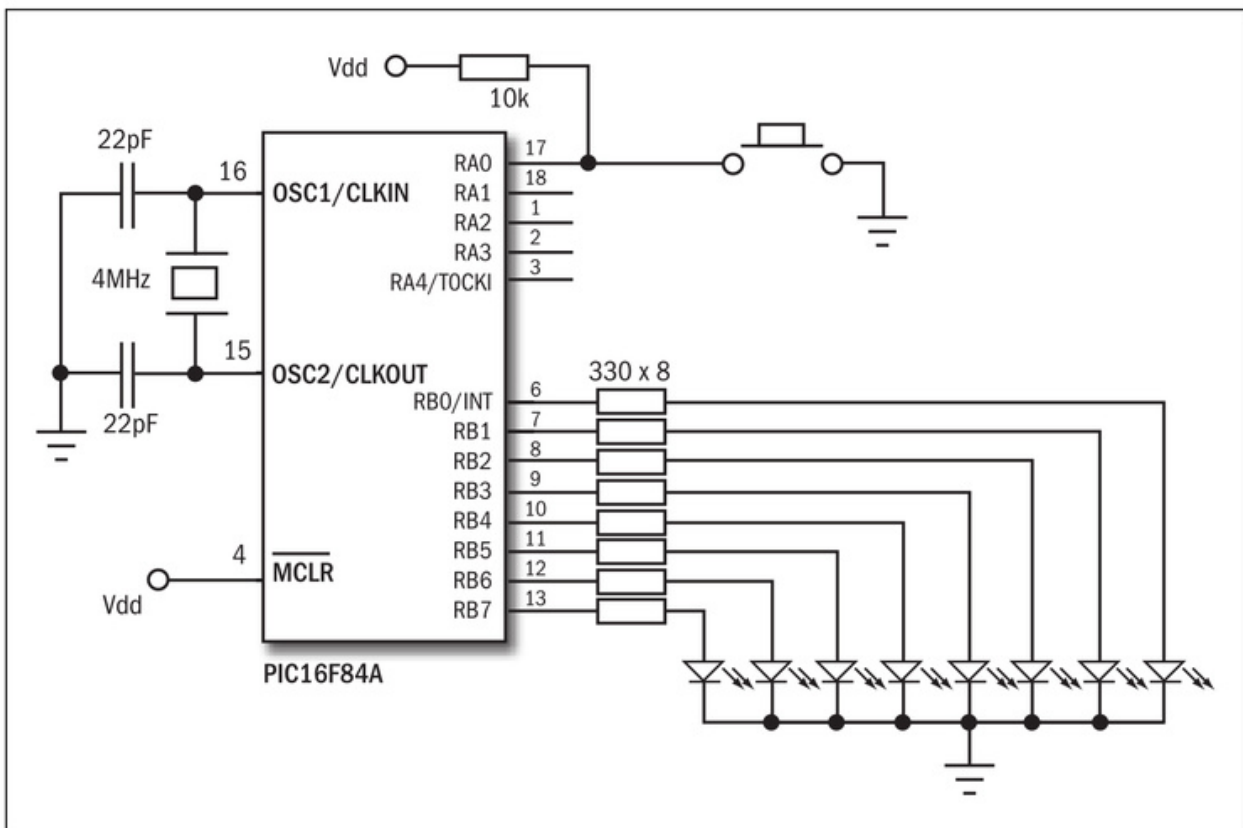 Vdd
10k
22pF
16
OSC1/CLKIN
4MHz
15
OSC2/CLKOUT
22pF
4
MCLR
Vdd
PIC16F84A
RA0 17
RA1 18
RA2 1
RA3 2
RA4/TOCKI 3
330 x 8
RB0/INT 6
RB1 7
RB2 8
RB3 9
RB4 10
RB5 11
RB6 12
RB7 13